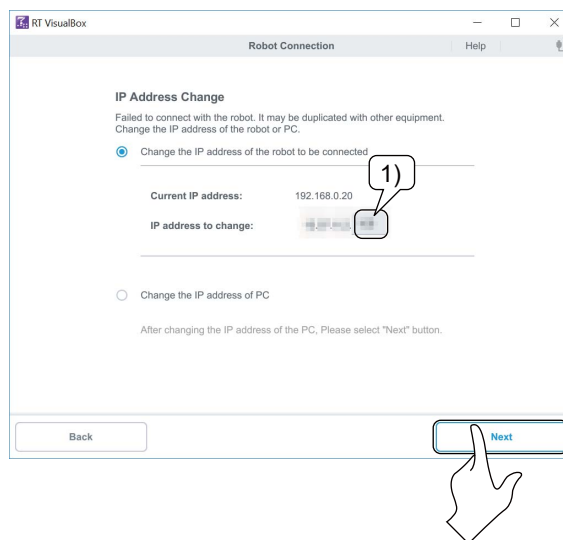 RT VisualBox
Robot Connection
Help
IP Address Change
Failed to connect with the robot. It may be duplicated with other equipment.
Change the IP address of the robot or PC.
Change the IP address of the robot to be connected
1)
Current IP address: 192.168.0.20
IP address to change:
Change the IP address of PC
After changing the IP address of the PC, Please select "Next" button.
Back
Next